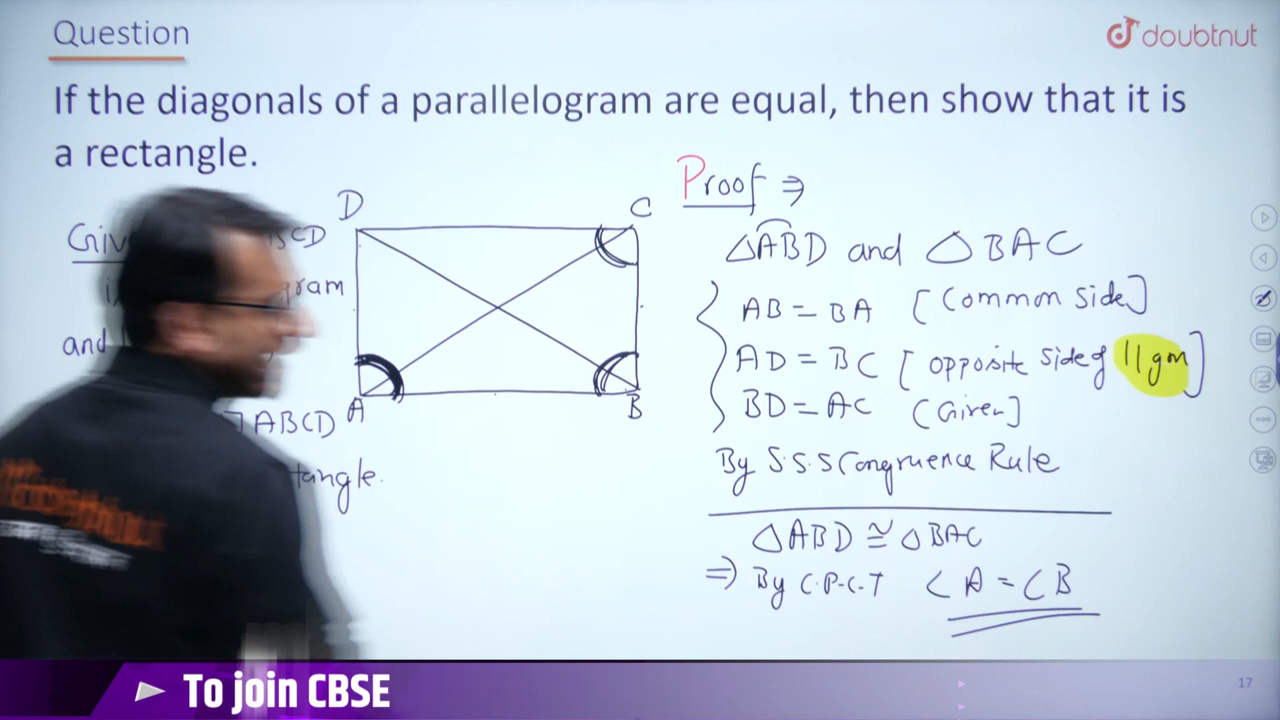 Question
doubtnut
If the diagonals of a parallelogram are equal, then show that it is
a rectangle.
Proof ⇒
D
C
△ABD and △BAC
AB = BA [Common Side]
and
AD = BC [opposite side of ||gm]
BD = AC (Given]
A
B
ABCD
By S.S.S Congruence Rule
△ABD ≅ △BAC
⇒ By C.P.C.T ∠A = ∠B
To join CBSE
17